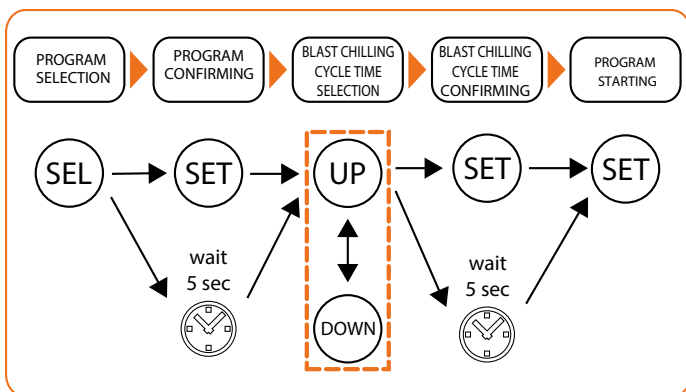 PROGRAM
SELECTION
PROGRAM
CONFIRMING
BLAST CHILLING
CYCLE TIME
SELECTION
BLAST CHILLING
CYCLE TIME
CONFIRMING
PROGRAM
STARTING
SEL
SET
UP
SET
SET
wait
5 sec
wait
5 sec
DOWN